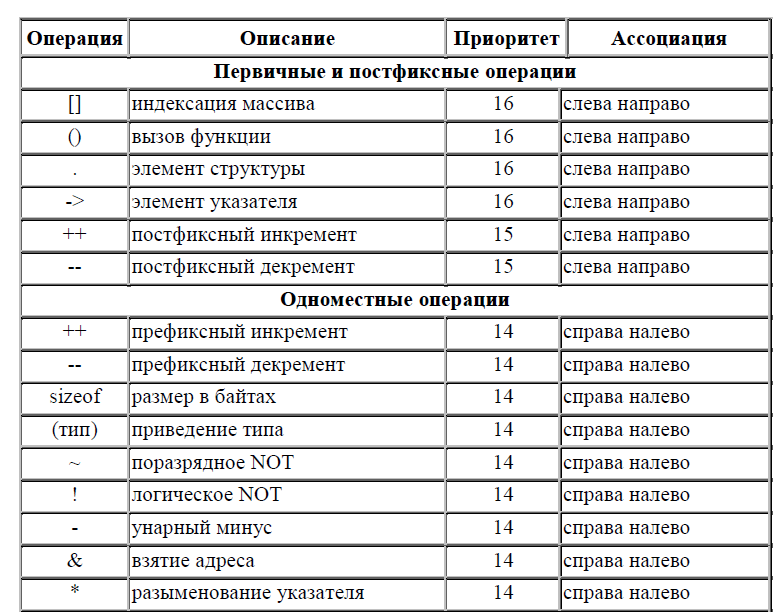 Операция Описание Приоритет Ассоциация
Первичные и постфиксные операции
[] индексация массива 16 слева направо
() вызов функции 16 слева направо
. элемент структуры 16 слева направо
-> элемент указателя 16 слева направо
++ постфиксный инкремент 15 слева направо
-- постфиксный декремент 15 слева направо
Одноместные операции
++ префиксный инкремент 14 справа налево
-- префиксный декремент 14 справа налево
sizeof размер в байтах 14 справа налево
(тип) приведение типа 14 справа налево
~ поразрядное NOT 14 справа налево
! логическое NOT 14 справа налево
- унарный минус 14 справа налево
& взятие адреса 14 справа налево
* разыменование указателя 14 справа налево